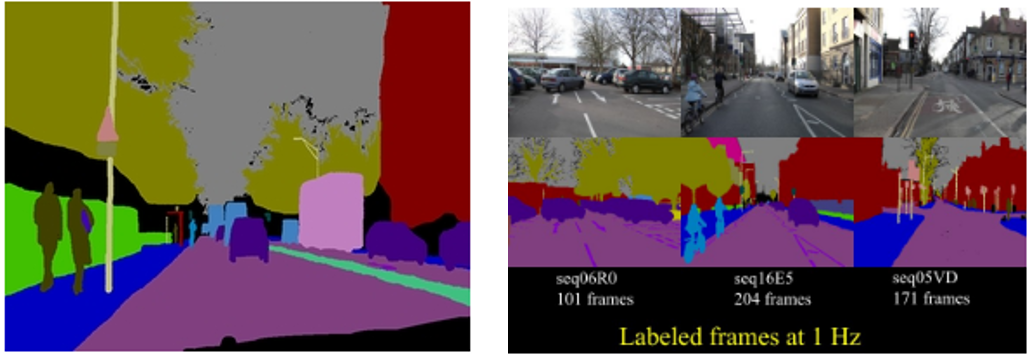 seq06R0
101 frames
seq16E5
204 frames
seq05VD
171 frames
Labeled frames at 1 Hz